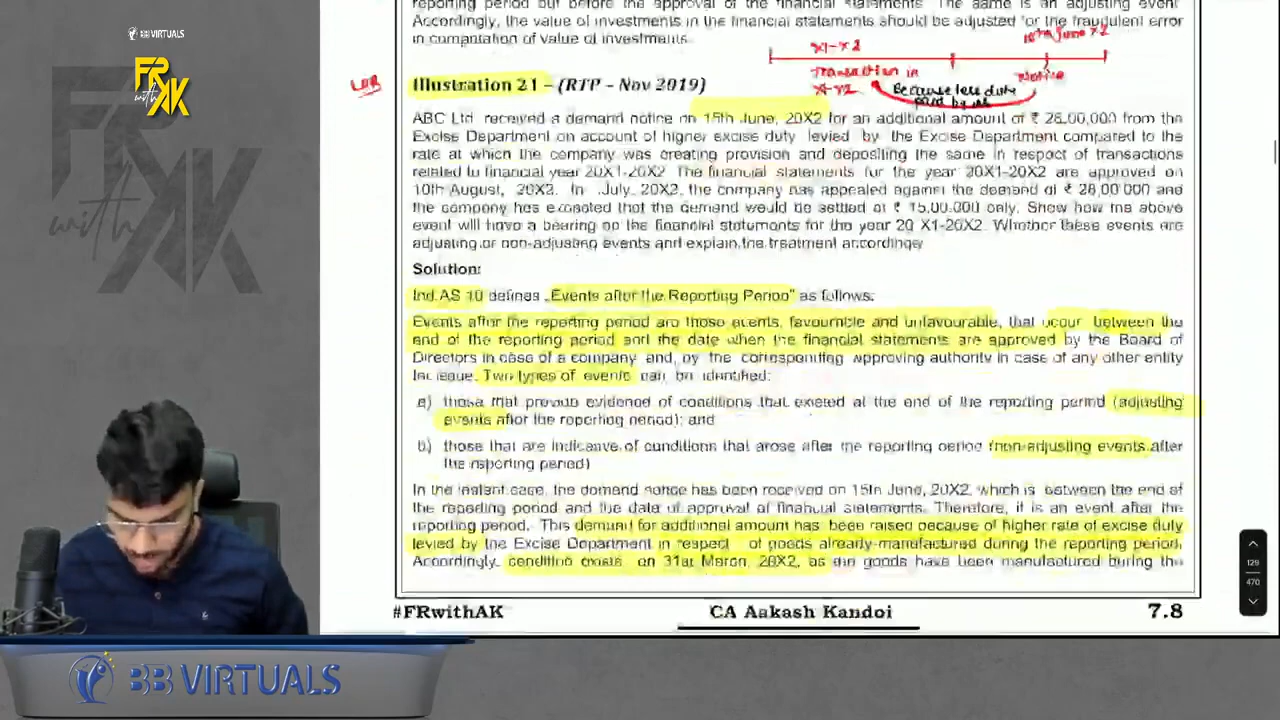 reporting period but before the approval of the financial statements. The same is an adjusting event.
Accordingly, the value of investments in the financial statements should be adjusted for the fraudulent error
in computation of value of investments.
BB VIRTUALS
FR
with
AK
FR
with
AK
X1-X2
15th June X2
LDR
Illustration 21 – (RTP – Nov 2019)
Transaction in
X1-X2
Notice
Because less duty
paid by us
ABC Ltd. received a demand notice on 15th June, 20X2 for an additional amount of ₹ 28,00,000 from the
Excise Department on account of higher excise duty levied by the Excise Department compared to the
rate at which the company was creating provision and depositing the same in respect of transactions
related to financial year 20X1-20X2. The financial statements for the year 20X1-20X2 are approved on
10th August, 20X2. In July, 20X2, the company has appealed against the demand of ₹ 28,00,000 and
the company has expected that the demand would be settled at ₹ 15,00,000 only. Show how the above
event will have a bearing on the financial statements for the year 20 X1-20X2. Whether these events are
adjusting or non-adjusting events and explain the treatment accordingly
Solution:
Ind AS 10 defines „Events after the Reporting Period" as follows:
Events after the reporting period are those events, favourable and unfavourable, that occur between the
end of the reporting period and the date when the financial statements are approved by the Board of
Directors in case of a company and, by the corresponding approving authority in case of any other entity
for issue. Two types of events can be identified:
a) those that provide evidence of conditions that existed at the end of the reporting period (adjusting
events after the reporting period); and
b) those that are indicative of conditions that arose after the reporting period (non-adjusting events after
the reporting period)
In the instant case, the demand notice has been received on 15th June, 20X2, which is between the end of
the reporting period and the date of approval of financial statements. Therefore, it is an event after the
reporting period. This demand for additional amount has been raised because of higher rate of excise duty
levied by the Excise Department in respect of goods already manufactured during the reporting period.
Accordingly, condition exists on 31st March, 20X2, as the goods have been manufactured during the
#FRwithAK
CA Aakash Kandoi
7.8
129
470
BB VIRTUALS